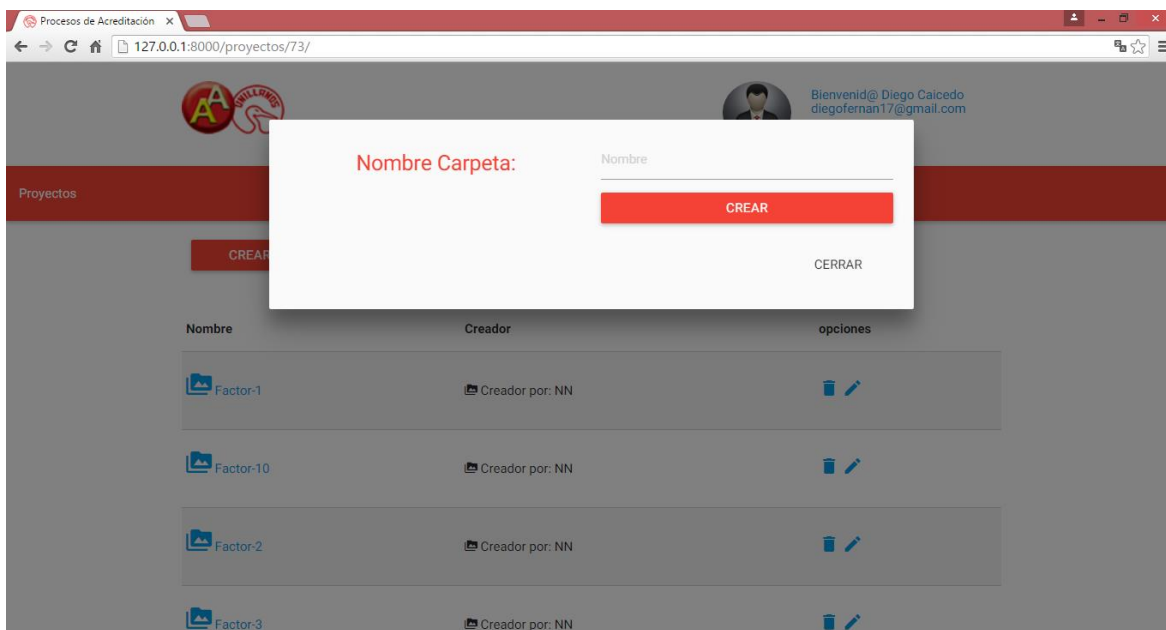 Procesos de Acreditación
127.0.0.1:8000/proyectos/73/
AA UNILLANOS
Bienvenid@ Diego Caicedo
diegofernan17@gmail.com
Nombre Carpeta:
Nombre
CREAR
CERRAR
Proyectos
CREAR
Nombre Creador opciones
Factor-1 Creador por: NN
Factor-10 Creador por: NN
Factor-2 Creador por: NN
Factor-3 Creador por: NN